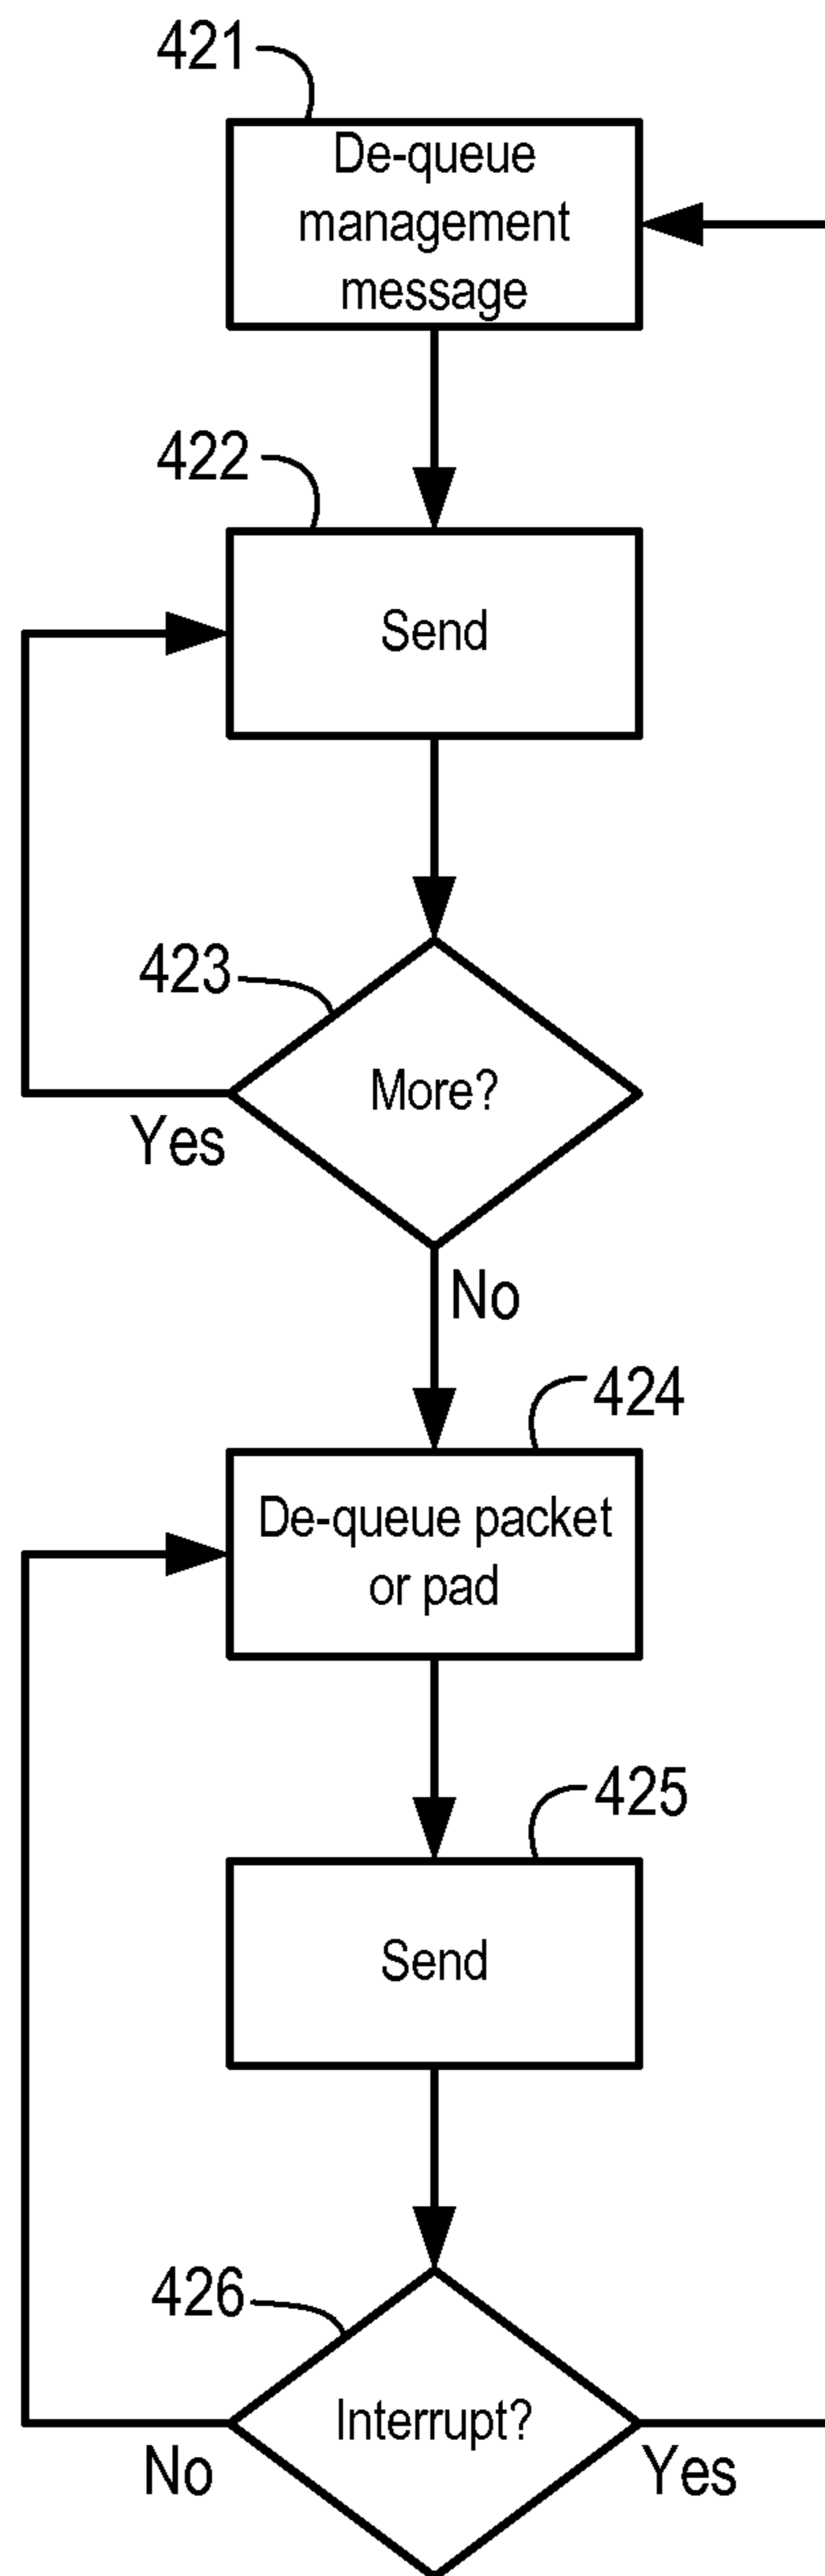 421
De-queue
management
message
422
Send
423
More?
Yes
No
424
De-queue packet
or pad
425
Send
426
Interrupt?
No
Yes